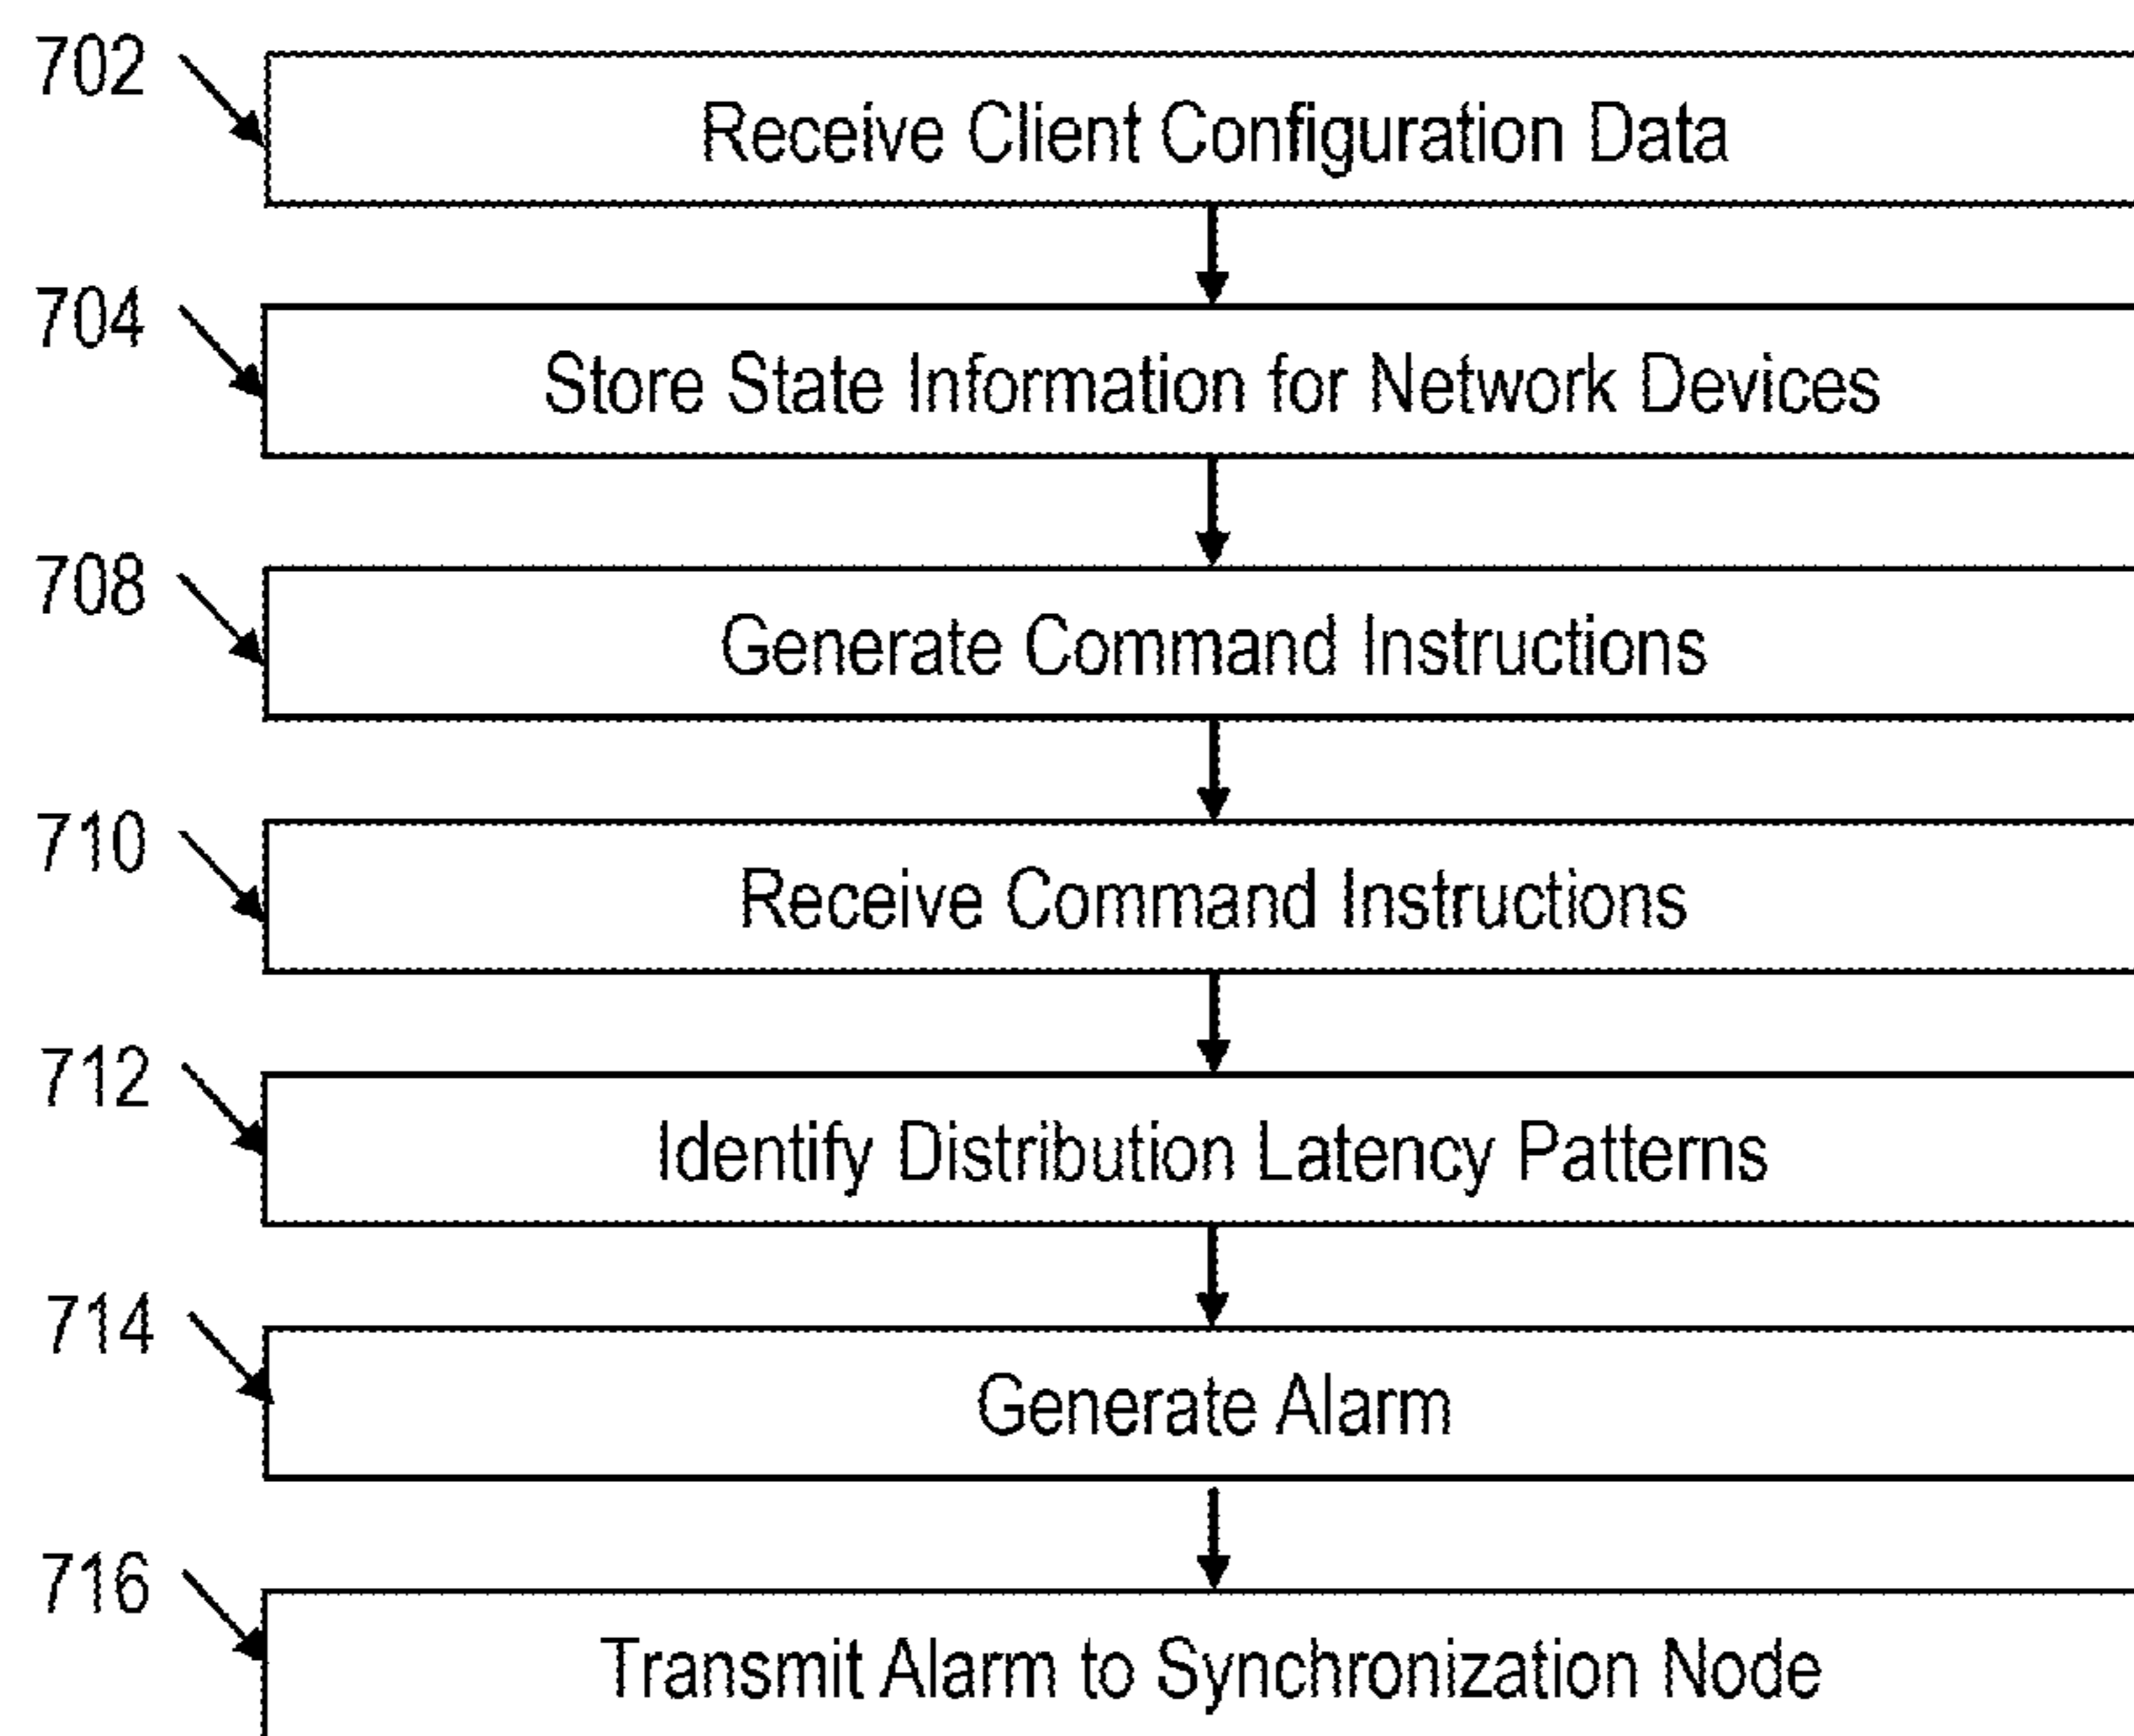 702
Receive Client Configuration Data
704
Store State Information for Network Devices
708
Generate Command Instructions
710
Receive Command Instructions
712
Identify Distribution Latency Patterns
714
Generate Alarm
716
Transmit Alarm to Synchronization Node